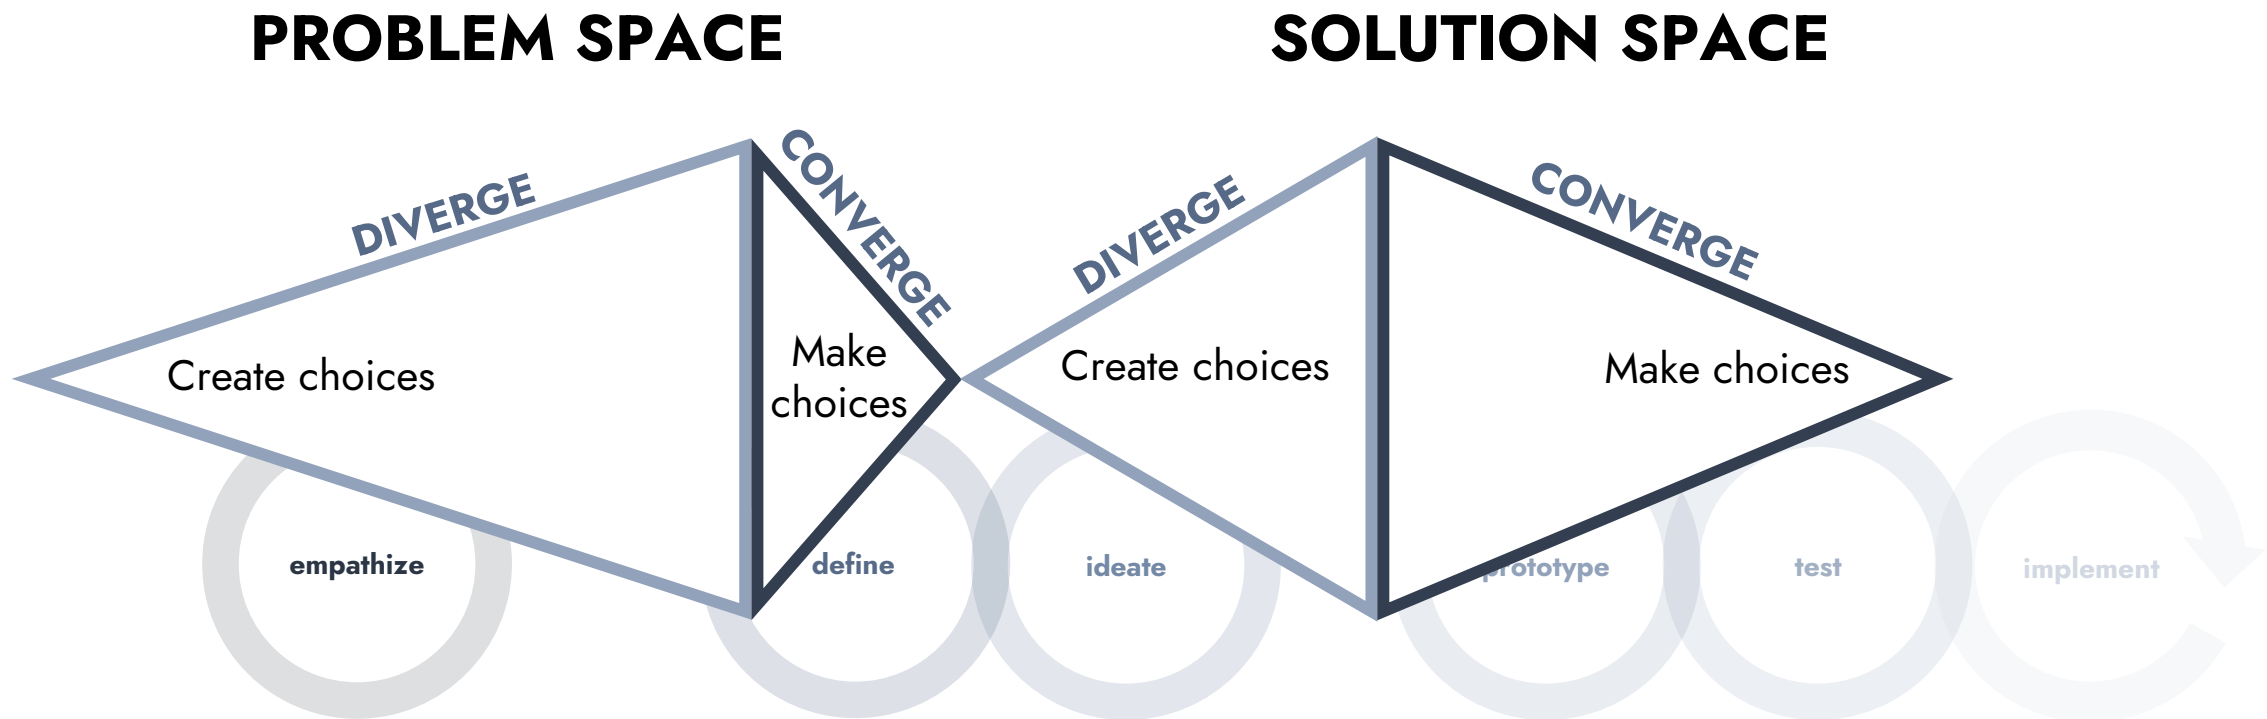 PROBLEM SPACE
SOLUTION SPACE
DIVERGE
CONVERGE
DIVERGE
CONVERGE
Create choices
Make
choices
Create choices
Make choices
empathize
define
ideate
prototype
test
implement